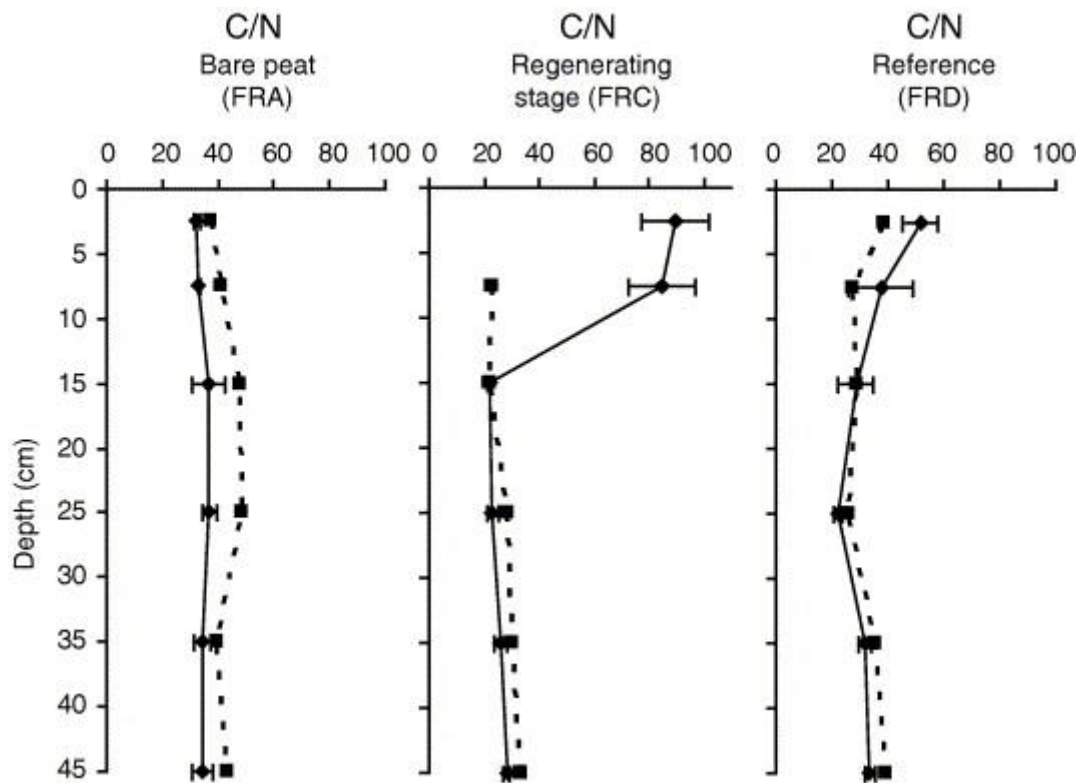 C/N
Bare peat
(FRA)
C/N
Regenerating
stage (FRC)
C/N
Reference
(FRD)
0 20 40 60 80 100
0 20 40 60 80 100
0 20 40 60 80 100
0
5
10
15
20
25
30
35
40
45
Depth (cm)